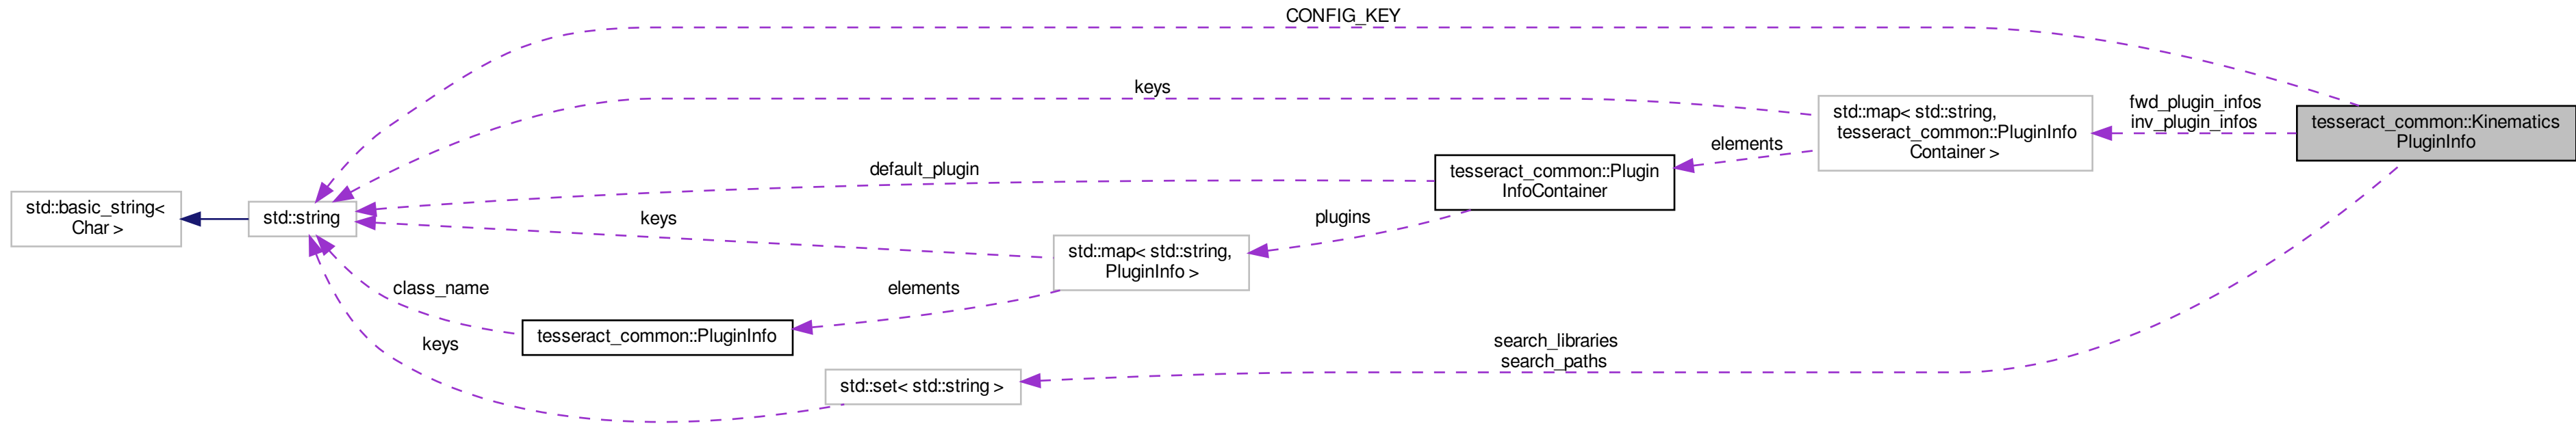 CONFIG_KEY
keys
fwd_plugin_infos
inv_plugin_infos
std::map< std::string,
tesseract_common::PluginInfo
Container >
tesseract_common::Kinematics
PluginInfo
elements
default_plugin
tesseract_common::Plugin
InfoContainer
std::basic_string<
Char >
std::string
keys
plugins
std::map< std::string,
PluginInfo >
class_name
elements
tesseract_common::PluginInfo
keys
search_libraries
search_paths
std::set< std::string >